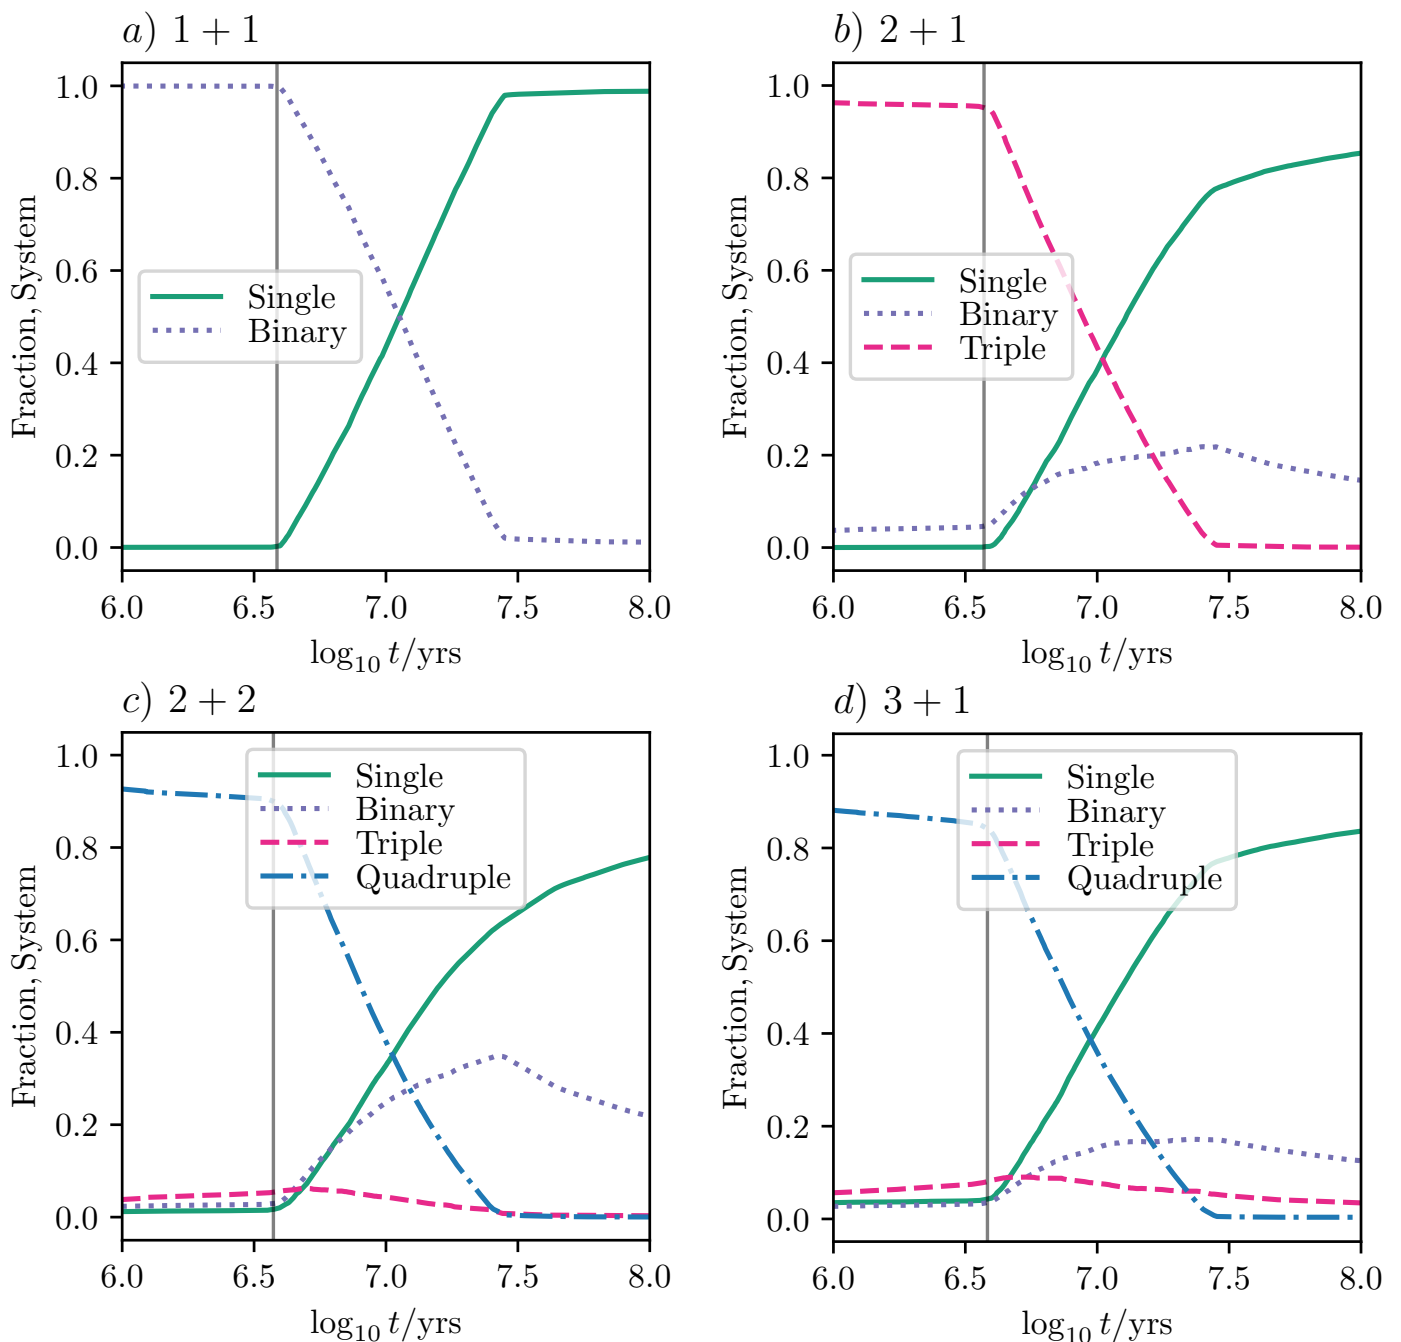 a) 1 + 1
1.0
0.8
0.6
0.4
0.2
0.0
Fraction, System
Single
Binary
6.0 6.5 7.0 7.5 8.0
log₁₀ t/yrs
b) 2 + 1
1.0
0.8
0.6
0.4
0.2
0.0
Fraction, System
Single
Binary
Triple
6.0 6.5 7.0 7.5 8.0
log₁₀ t/yrs
c) 2 + 2
1.0
0.8
0.6
0.4
0.2
0.0
Fraction, System
Single
Binary
Triple
Quadruple
6.0 6.5 7.0 7.5 8.0
log₁₀ t/yrs
d) 3 + 1
1.0
0.8
0.6
0.4
0.2
0.0
Fraction, System
Single
Binary
Triple
Quadruple
6.0 6.5 7.0 7.5 8.0
log₁₀ t/yrs